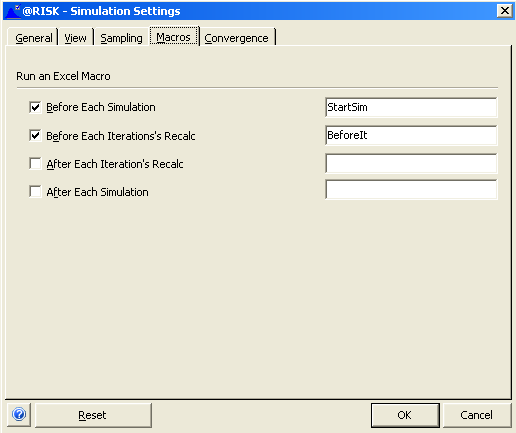 @RISK - Simulation Settings
General View Sampling Macros Convergence
Run an Excel Macro
Before Each Simulation StartSim
Before Each Iterations's Recalc BeforeIt
After Each Iteration's Recalc
After Each Simulation
Reset OK Cancel